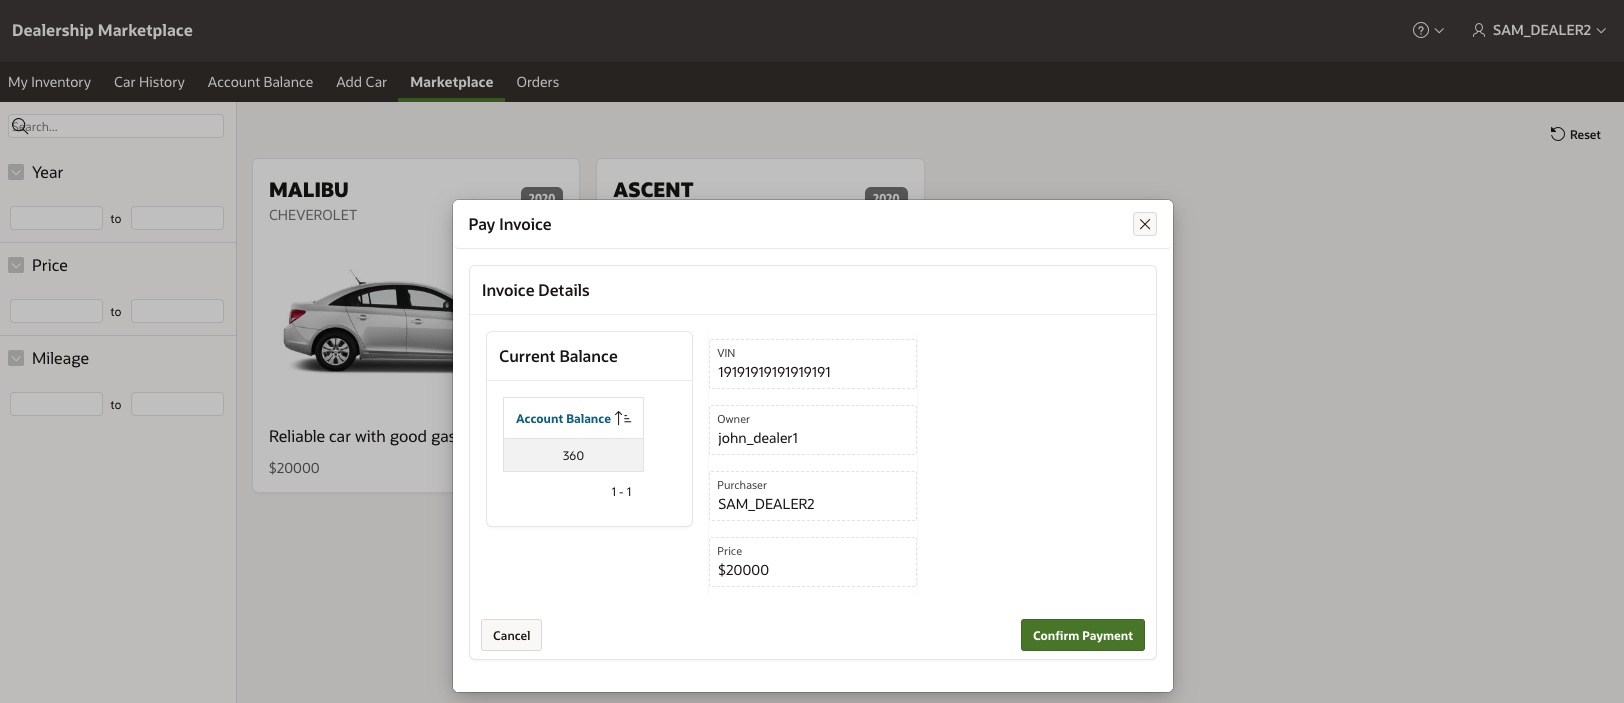 Dealership Marketplace
SAM_DEALER2
My Inventory Car History Account Balance Add Car Marketplace Orders
Search...
Reset
Year
to
Price
to
Mileage
to
MALIBU
2020
CHEVEROLET
Reliable car with good gas
$20000
ASCENT
2020
Pay Invoice
Invoice Details
Current Balance
Account Balance
360
1 - 1
VIN
19191919191919191
Owner
john_dealer1
Purchaser
SAM_DEALER2
Price
$20000
Cancel
Confirm Payment